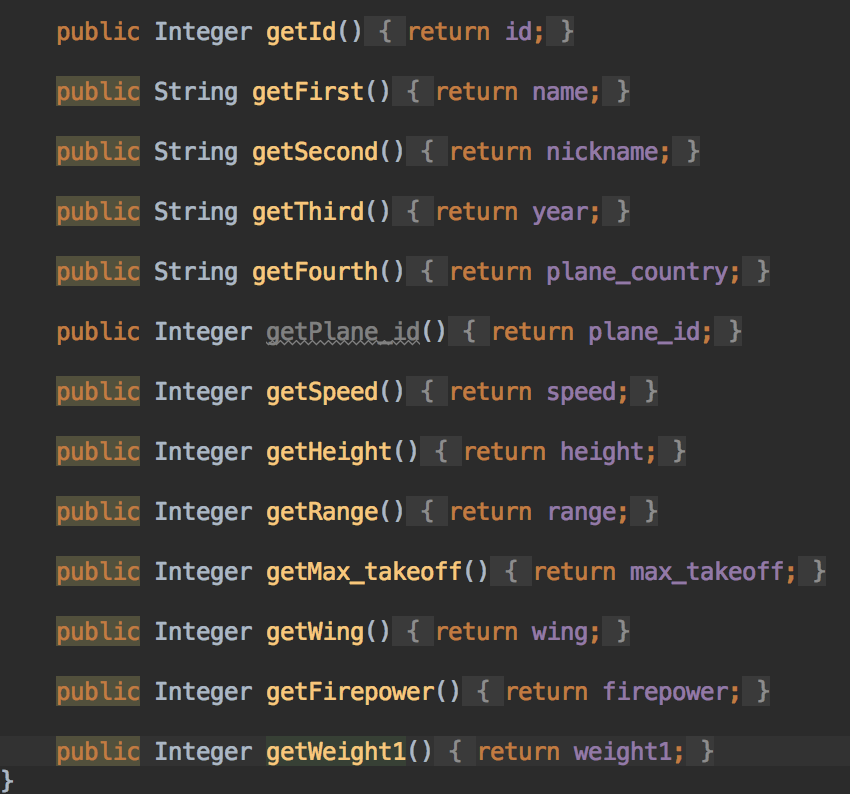 public Integer getId() { return id; }
public String getFirst() { return name; }
public String getSecond() { return nickname; }
public String getThird() { return year; }
public String getFourth() { return plane_country; }
public Integer getPlane_id() { return plane_id; }
public Integer getSpeed() { return speed; }
public Integer getHeight() { return height; }
public Integer getRange() { return range; }
public Integer getMax_takeoff() { return max_takeoff; }
public Integer getWing() { return wing; }
public Integer getFirepower() { return firepower; }
public Integer getWeight1() { return weight1; }
}